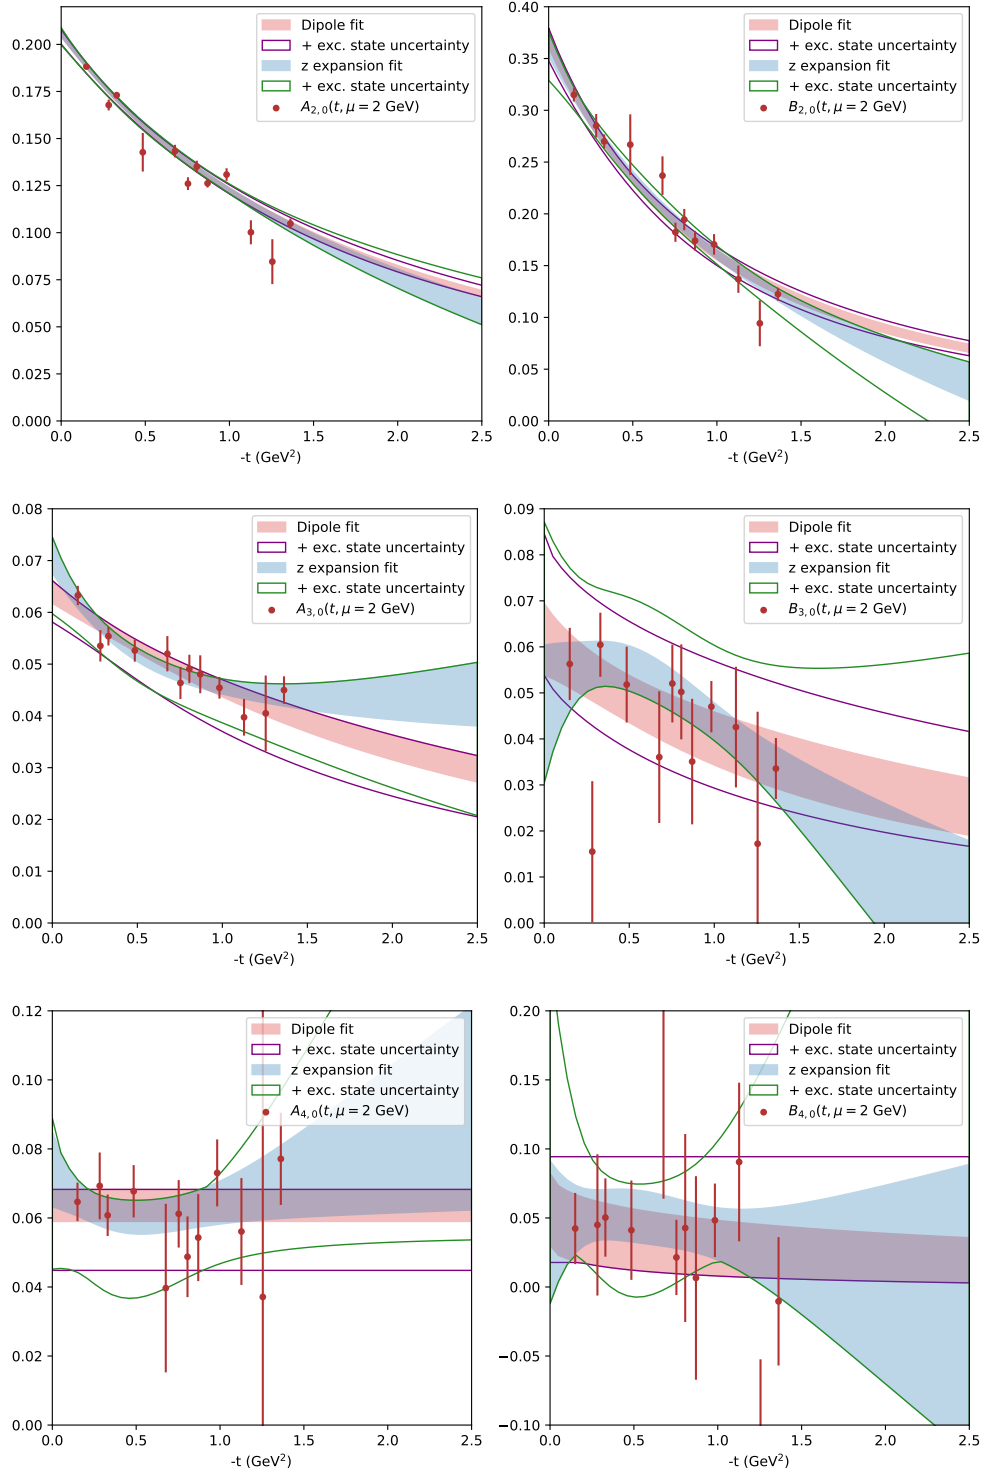 0.200
0.175
0.150
0.125
0.100
0.075
0.050
0.025
0.000
0.0 0.5 1.0 1.5 2.0 2.5
-t (GeV²)
Dipole fit
+ exc. state uncertainty
z expansion fit
+ exc. state uncertainty
A₂,₀(t, μ = 2 GeV)
0.40
0.35
0.30
0.25
0.20
0.15
0.10
0.05
0.00
0.0 0.5 1.0 1.5 2.0 2.5
-t (GeV²)
Dipole fit
+ exc. state uncertainty
z expansion fit
+ exc. state uncertainty
B₂,₀(t, μ = 2 GeV)
0.08
0.07
0.06
0.05
0.04
0.03
0.02
0.01
0.00
0.0 0.5 1.0 1.5 2.0 2.5
-t (GeV²)
Dipole fit
+ exc. state uncertainty
z expansion fit
+ exc. state uncertainty
A₃,₀(t, μ = 2 GeV)
0.09
0.08
0.07
0.06
0.05
0.04
0.03
0.02
0.01
0.00
0.0 0.5 1.0 1.5 2.0 2.5
-t (GeV²)
Dipole fit
+ exc. state uncertainty
z expansion fit
+ exc. state uncertainty
B₃,₀(t, μ = 2 GeV)
0.12
0.10
0.08
0.06
0.04
0.02
0.00
0.0 0.5 1.0 1.5 2.0 2.5
-t (GeV²)
Dipole fit
+ exc. state uncertainty
z expansion fit
+ exc. state uncertainty
A₄,₀(t, μ = 2 GeV)
0.20
0.15
0.10
0.05
0.00
−0.05
−0.10
0.0 0.5 1.0 1.5 2.0 2.5
-t (GeV²)
Dipole fit
+ exc. state uncertainty
z expansion fit
+ exc. state uncertainty
B₄,₀(t, μ = 2 GeV)